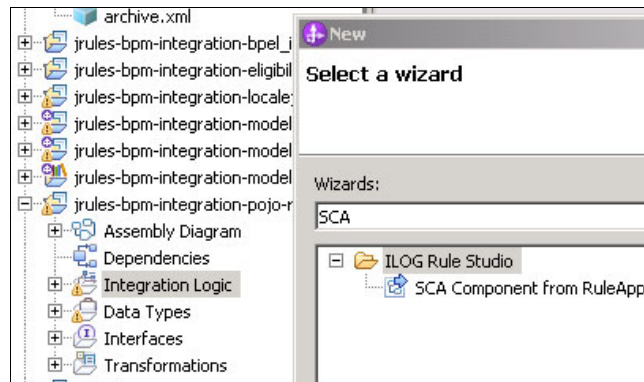 archive.xml
jrules-bpm-integration-bpel_i
jrules-bpm-integration-eligibil
jrules-bpm-integration-locale
jrules-bpm-integration-model
jrules-bpm-integration-model
jrules-bpm-integration-model
jrules-bpm-integration-pojo-r
Assembly Diagram
Dependencies
Integration Logic
Data Types
Interfaces
Transformations
New
Select a wizard
Wizards:
SCA
ILOG Rule Studio
SCA Component from RuleApp